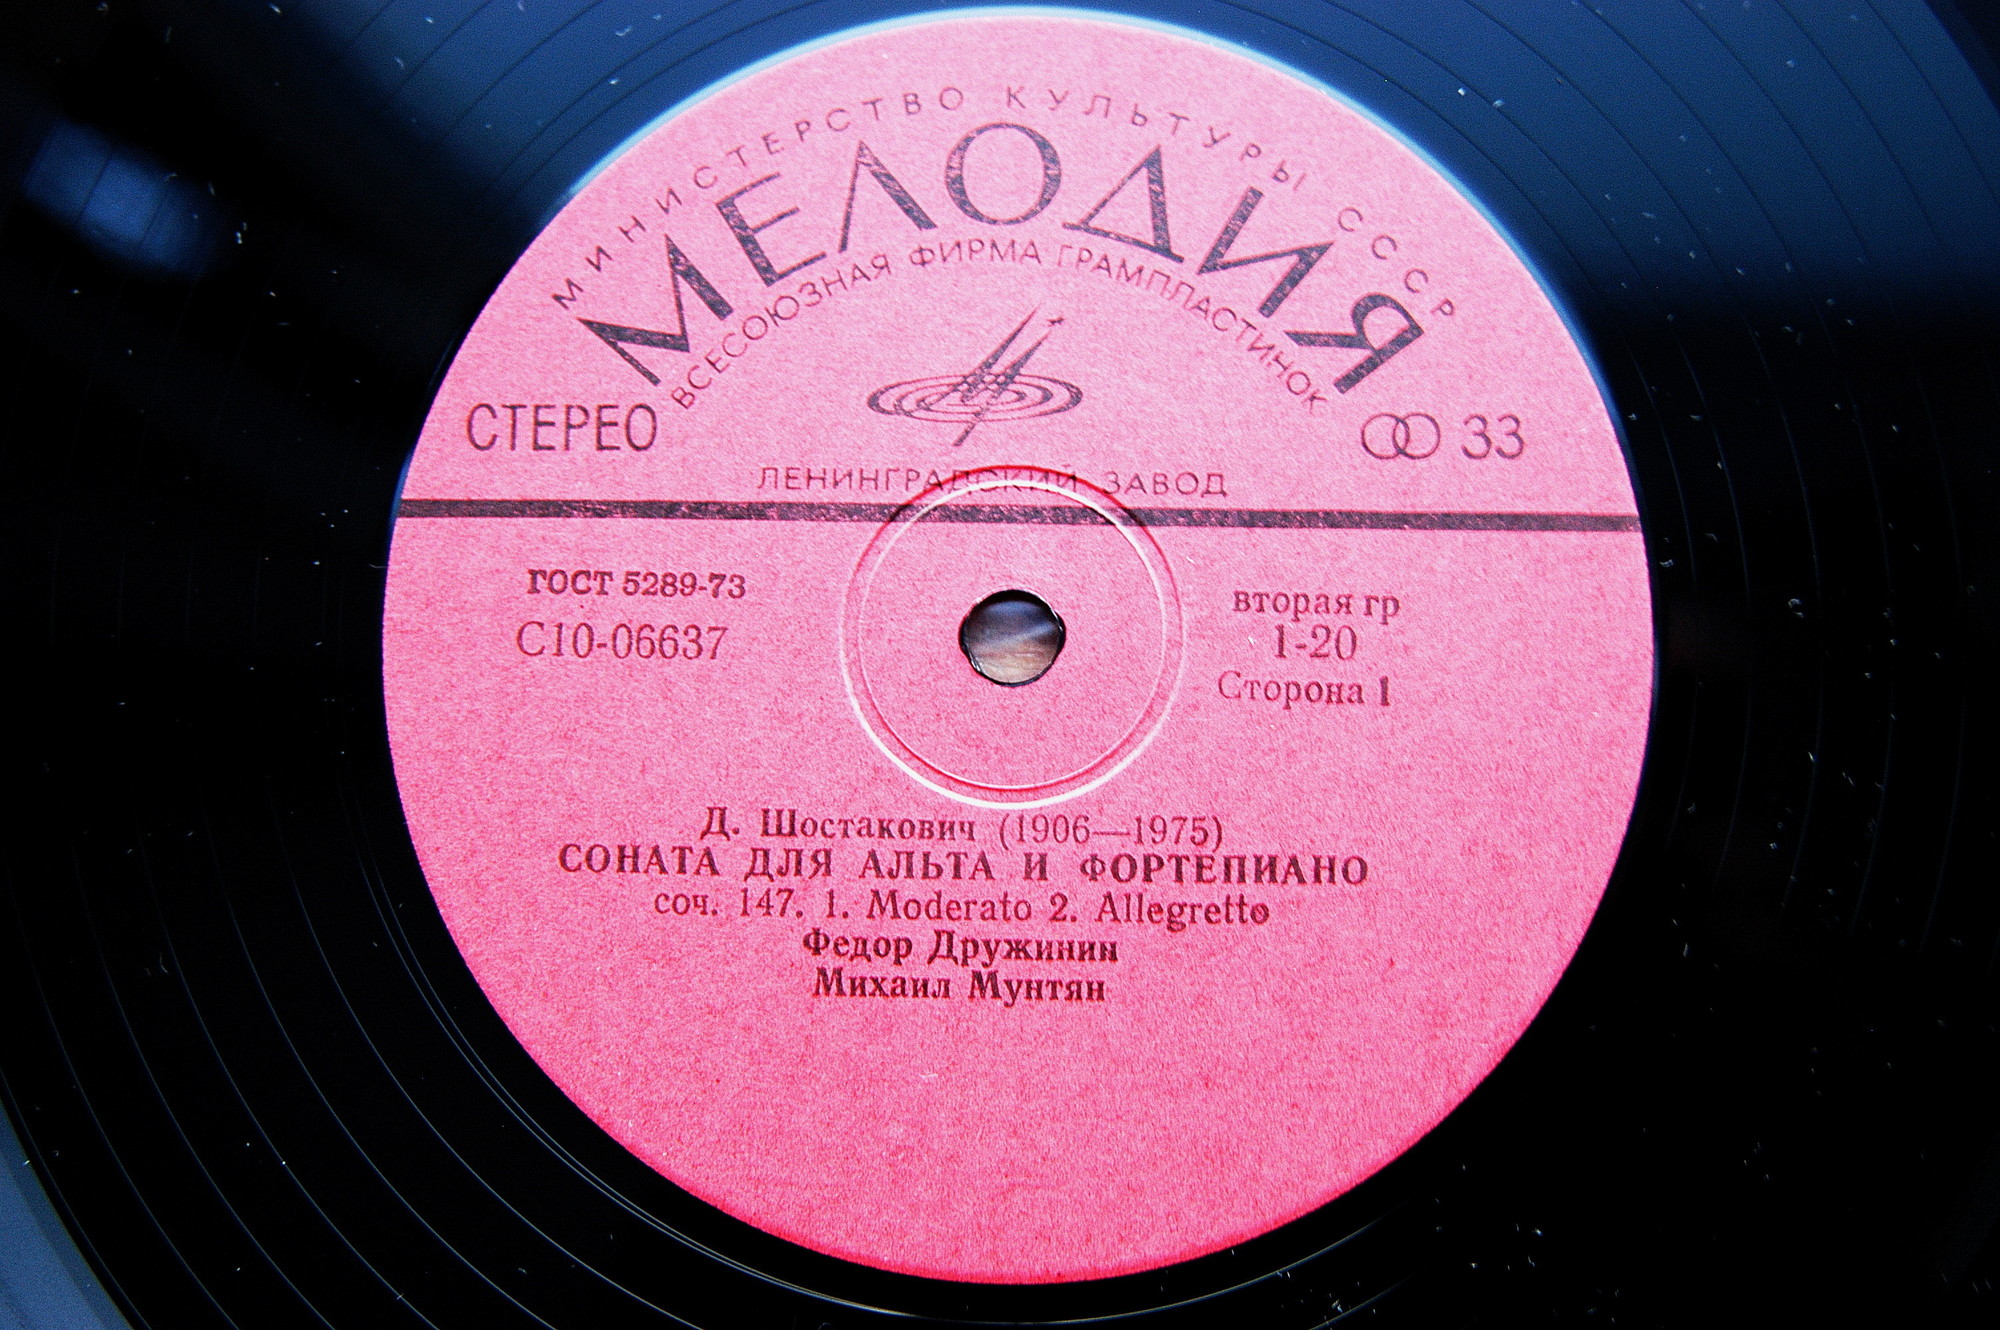 МИНИСТЕРСТВО КУЛЬТУРЫ СССР
МЕЛОДИЯ
ВСЕСОЮЗНАЯ ФИРМА ГРАМПЛАСТИНОК
СТЕРЕО
33
ЛЕНИНГРАДСКИЙ ЗАВОД
ГОСТ 5289-73
С10-06637
вторая гр
1-20
Сторона 1
Д. Шостакович (1906—1975)
СОНАТА ДЛЯ АЛЬТА И ФОРТЕПИАНО
соч. 147. 1. Moderato 2. Allegretto
Федор Дружинин
Михаил Мунтян